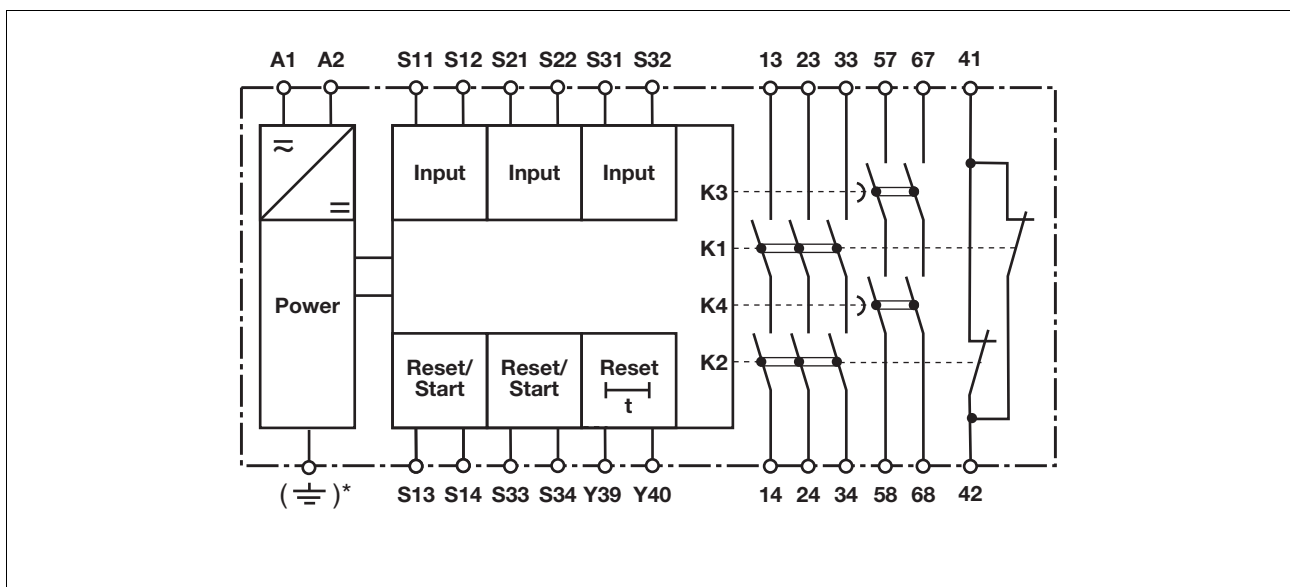 A1 A2 S11 S12 S21 S22 S31 S32 13 23 33 57 67 41
Input Input Input
K3
K1
K4
Power
K2
Reset/ Reset/ Reset
Start Start t
( )*
S13 S14 S33 S34 Y39 Y40 14 24 34 58 68 42